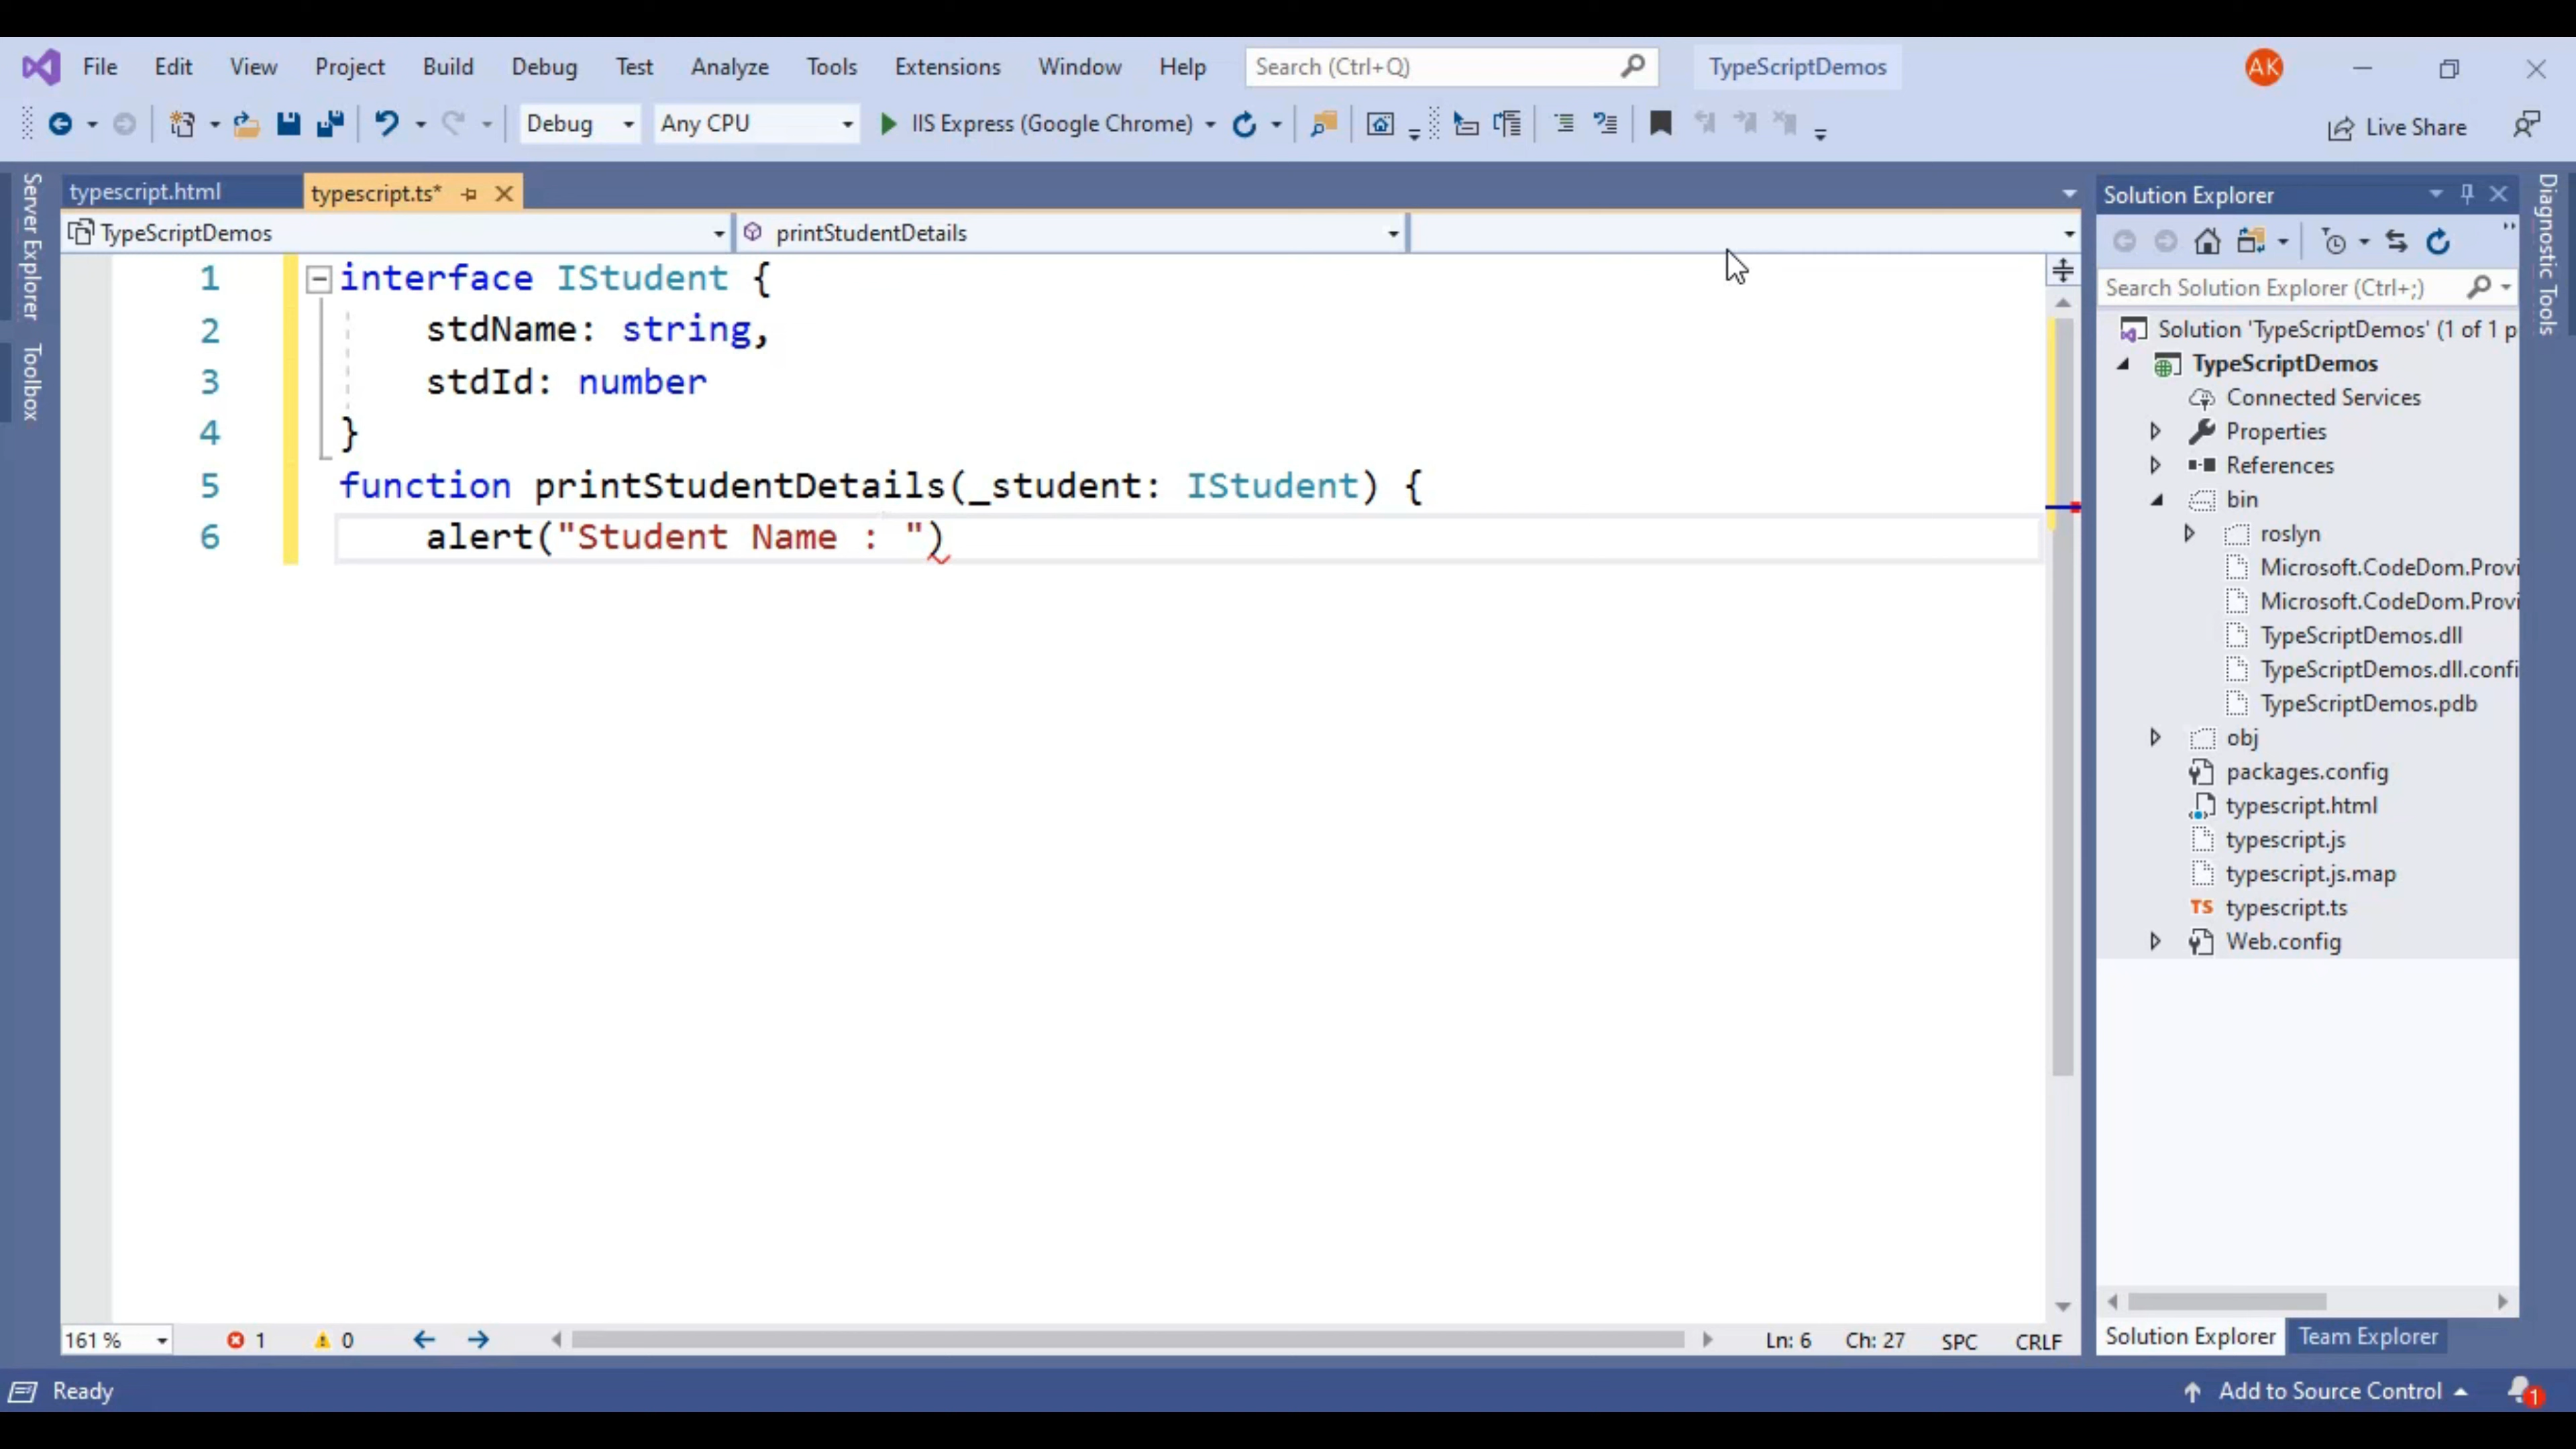 File Edit View Project Build Debug Test Analyze Tools Extensions Window Help Search (Ctrl+Q) TypeScriptDemos AK
Debug Any CPU IIS Express (Google Chrome) Live Share
Server Explorer
Toolbox
typescript.html typescript.ts*
TypeScriptDemos printStudentDetails
1 interface IStudent {
2 stdName: string,
3 stdId: number
4 }
5 function printStudentDetails(_student: IStudent) {
6 alert("Student Name : ")
161 % 1 0 Ln: 6 Ch: 27 SPC CRLF
Solution Explorer
Search Solution Explorer (Ctrl+;)
Solution 'TypeScriptDemos' (1 of 1 p
TypeScriptDemos
Connected Services
Properties
References
bin
roslyn
Microsoft.CodeDom.Provi
Microsoft.CodeDom.Provi
TypeScriptDemos.dll
TypeScriptDemos.dll.confi
TypeScriptDemos.pdb
obj
packages.config
typescript.html
typescript.js
typescript.js.map
TS typescript.ts
Web.config
Solution Explorer Team Explorer
Diagnostic Tools
Ready Add to Source Control 1